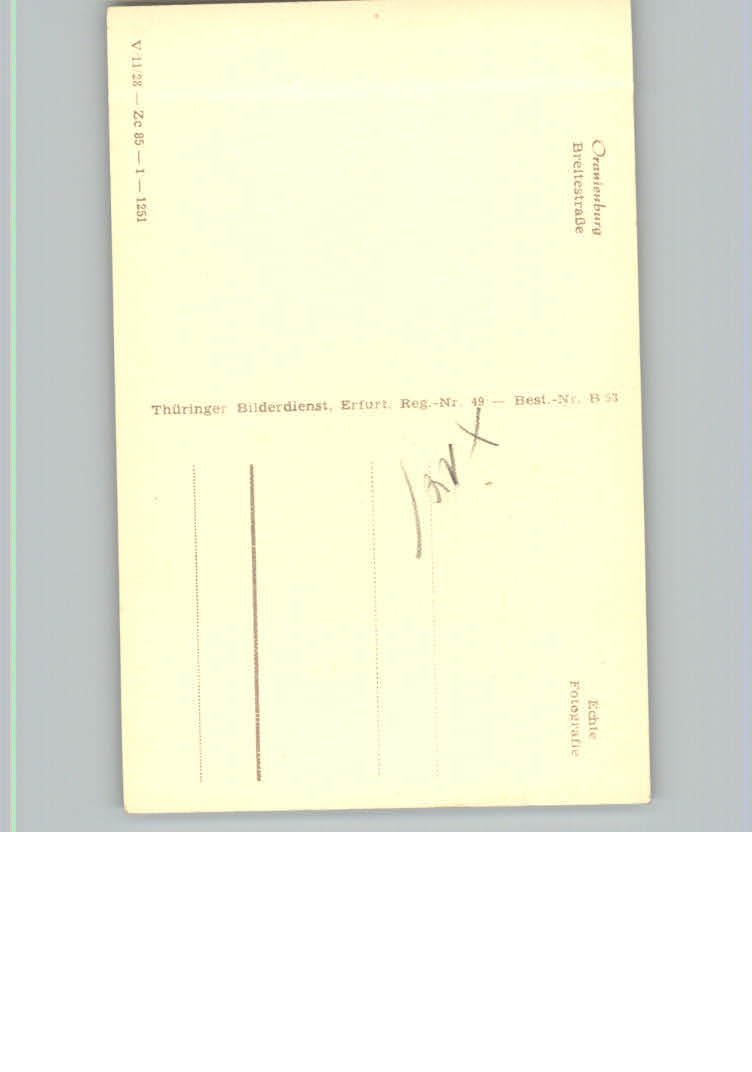 Oranienburg
Breitestraße
V/11/28 — Zc 85 — 1 — 1251
Thüringer Bilderdienst, Erfurt, Reg.-Nr. 49 — Best.-Nr. B 53
Echte
Fotografie